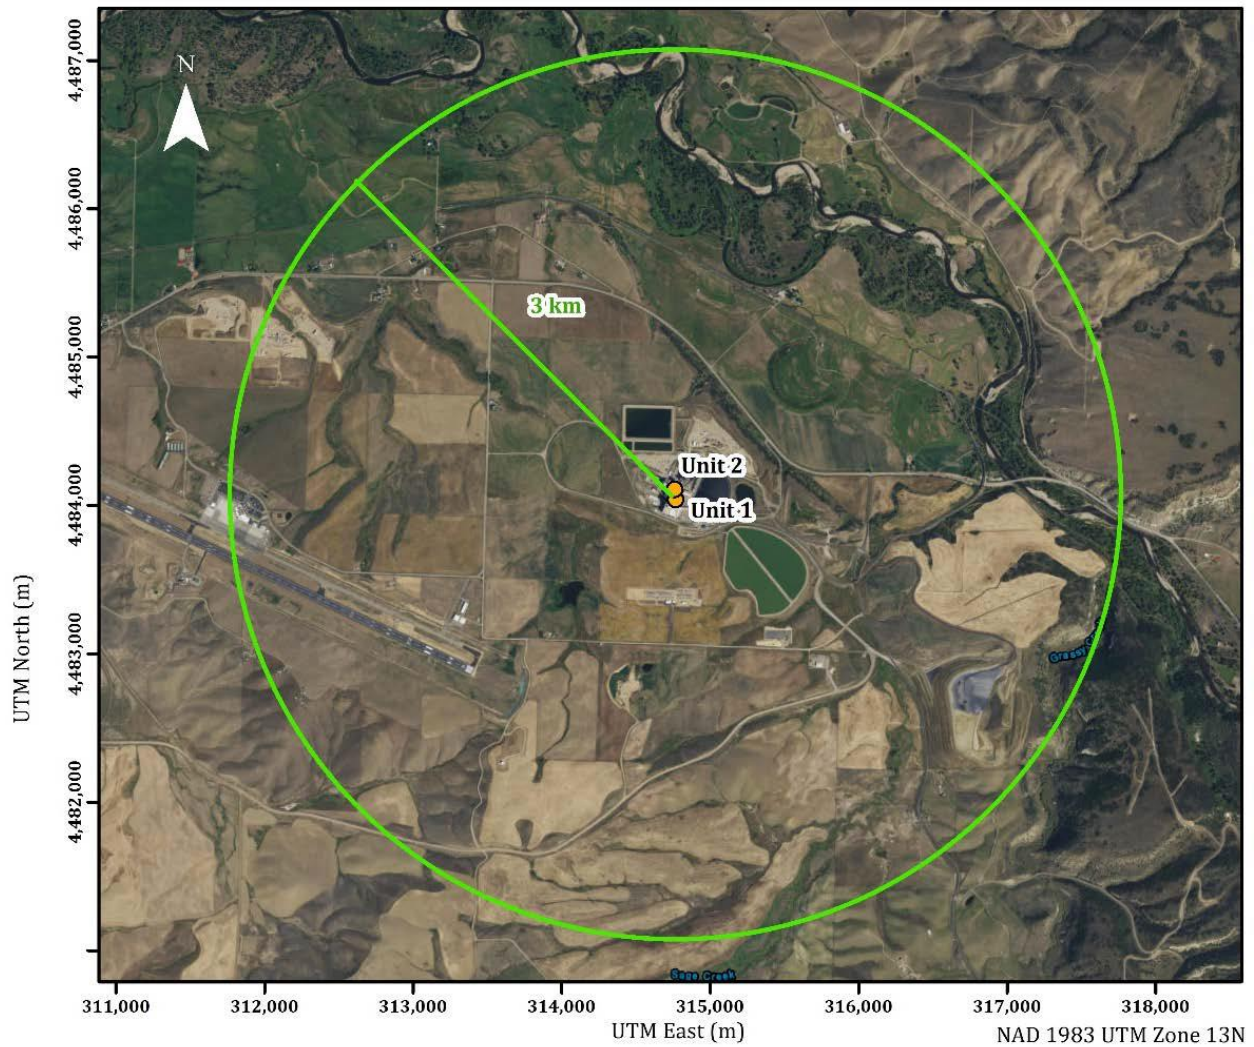 N
4,487,000
4,486,000
4,485,000
4,484,000
4,483,000
4,482,000
UTM North (m)
3 km
Unit 2
Unit 1
Sage Creek
311,000
312,000
313,000
314,000
315,000
316,000
317,000
318,000
UTM East (m)
NAD 1983 UTM Zone 13N